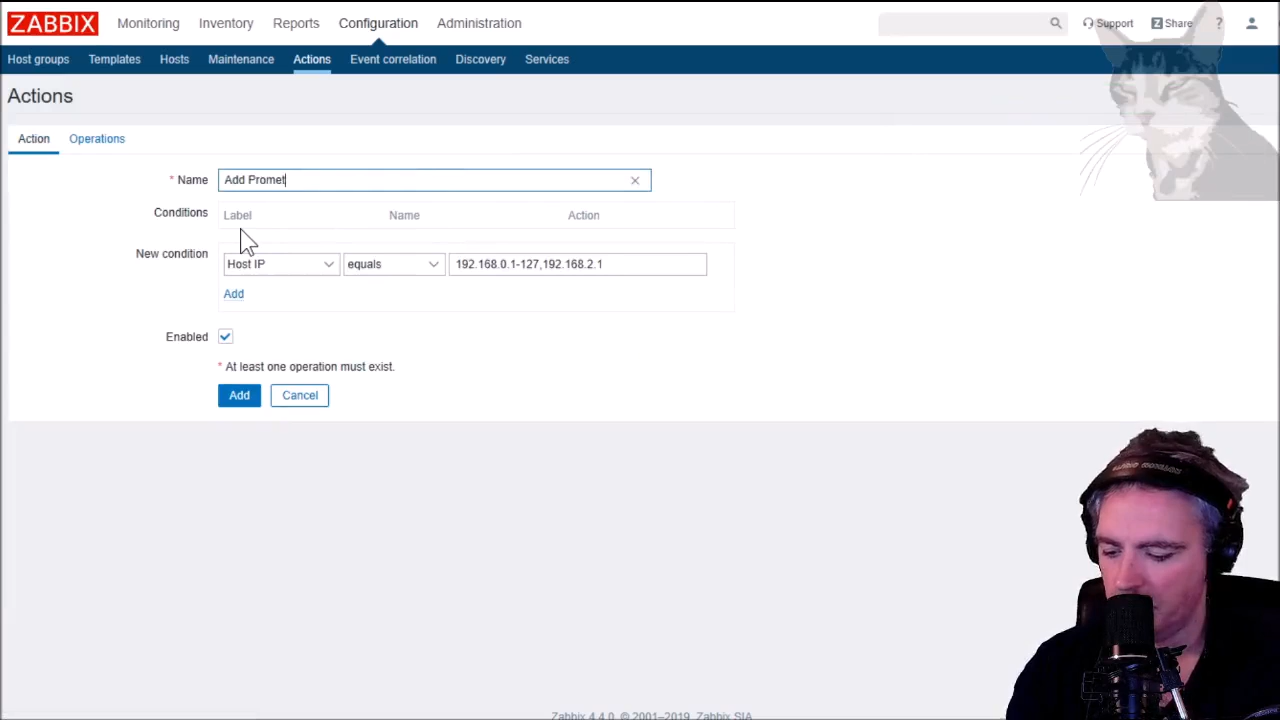 ZABBIX Monitoring Inventory Reports Configuration Administration Support Z Share ?
Host groups Templates Hosts Maintenance Actions Event correlation Discovery Services
Actions
Action Operations
* Name Add Promet
Conditions Label Name Action
New condition
Host IP equals 192.168.0.1-127,192.168.2.1
Add
Enabled
* At least one operation must exist.
Add Cancel
Zabbix 4.4.0. © 2001–2019, Zabbix SIA